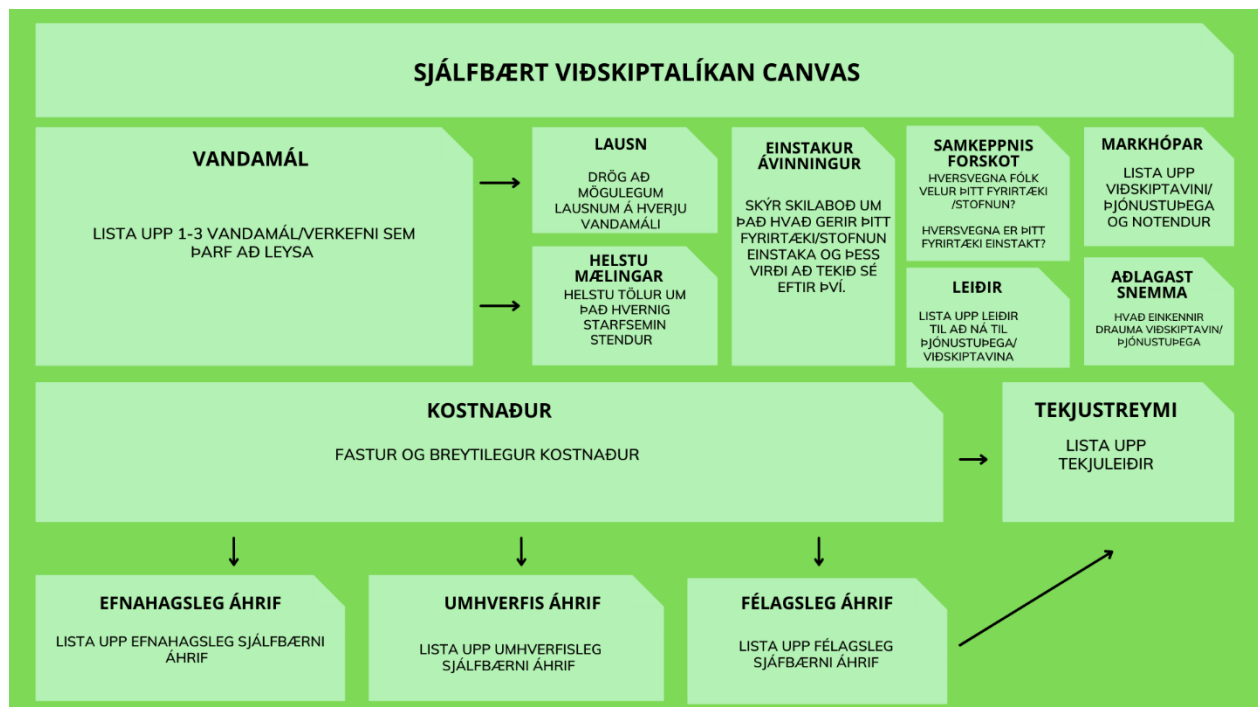 SJÁLFBÆRT VIÐSKIPTALÍKAN CANVAS
VANDAMÁL
LISTA UPP 1-3 VANDAMÁL/VERKEFNI SEM
ÞARF AÐ LEYSA
LAUSN
DRÖG AÐ
MÖGULEGUM
LAUSNUM Á HVERJU
VANDAMÁLI
HELSTU
MÆLINGAR
HELSTU TÖLUR UM
ÞAÐ HVERNIG
STARFSEMIN
STENDUR
EINSTAKUR
ÁVINNINGUR
SKÝR SKILABOÐ UM
ÞAÐ HVAÐ GERIR ÞITT
FYRIRTÆKI/STOFNUN
EINSTAKA OG ÞESS
VIRÐI AÐ TEKIÐ SÉ
EFTIR ÞVÍ.
SAMKEPPNIS
FORSKOT
HVERSVEGNA FÓLK
VELUR ÞITT FYRIRTÆKI
/STOFNUN?
HVERSVEGNA ER ÞITT
FYRIRTÆKI EINSTAKT?
LEIÐIR
LISTA UPP LEIÐIR
TIL AÐ NÁ TIL
ÞJÓNUSTUÞEGA/
VIÐSKIPTAVINA
MARKHÓPAR
LISTA UPP
VIÐSKIPTAVINI/
ÞJÓNUSTUÞEGA
OG NOTENDUR
AÐLAGAST
SNEMMA
HVAÐ EINKENNIR
DRAUMA VIÐSKIPTAVIN/
ÞJÓNUSTUÞEGA
KOSTNAÐUR
FASTUR OG BREYTILEGUR KOSTNAÐUR
TEKJUSTREYMI
LISTA UPP
TEKJULEIÐIR
EFNAHAGSLEG ÁHRIF
LISTA UPP EFNAHAGSLEG SJÁLFBÆRNI
ÁHRIF
UMHVERFIS ÁHRIF
LISTA UPP UMHVERFISLEG
SJÁLFBÆRNI ÁHRIF
FÉLAGSLEG ÁHRIF
LISTA UPP FÉLAGSLEG
SJÁFBÆRNI ÁHRIF